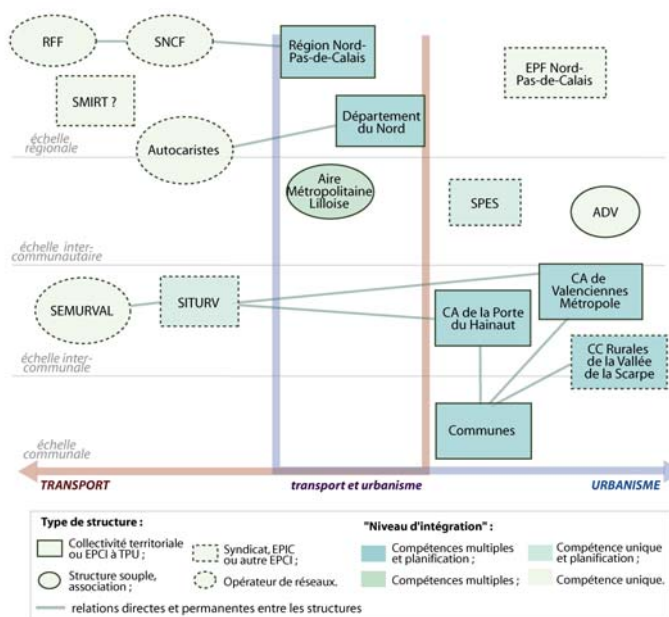 RFF
SNCF
Région Nord-
Pas-de-Calais
EPF Nord-
Pas-de-Calais
SMIRT ?
Département
du Nord
Autocaristes
échelle
régionale
Aire
Métropolitaine
Lilloise
SPES
ADV
échelle inter-
communautaire
CA de
Valenciennes
Métropole
SEMURVAL
SITURV
CA de la Porte
du Hainaut
CC Rurales
de la Vallée
de la Scarpe
échelle inter-
communale
Communes
échelle
communale
TRANSPORT
transport et urbanisme
URBANISME
Type de structure :
Collectivité territoriale
ou EPCI à TPU ;
Syndicat, EPIC
ou autre EPCI ;
Structure souple,
association ;
Opérateur de réseaux.
"Niveau d'intégration" :
Compétences multiples
et planification ;
Compétence unique
et planification ;
Compétences multiples ;
Compétence unique.
relations directes et permanentes entre les structures